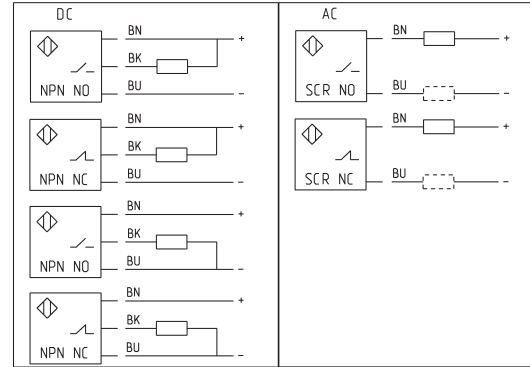 DC
BN
+
BK
NPN NO
BU
-
BN
+
BK
NPN NC
BU
-
BN
+
BK
NPN NO
BU
-
BN
+
BK
NPN NC
BU
-
AC
BN
+
SCR NO
BU
-
BN
+
SCR NC
BU
-